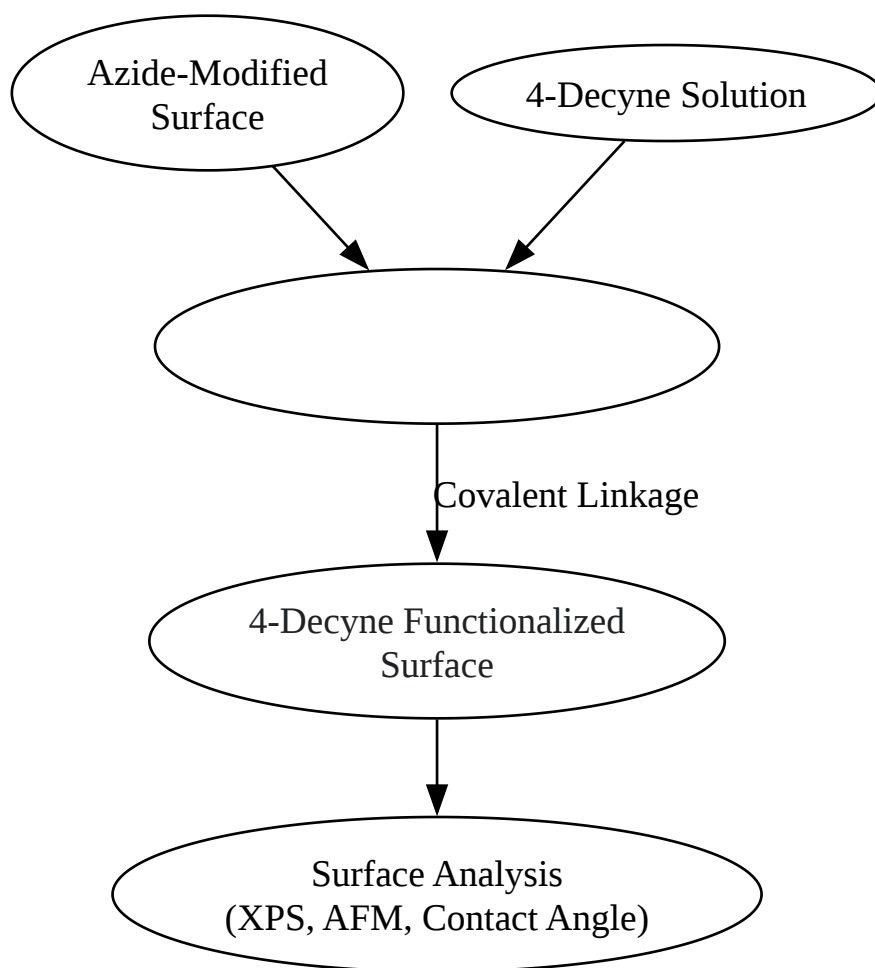 Azide-Modified
Surface
4-Decyne Solution
Covalent Linkage
4-Decyne Functionalized
Surface
Surface Analysis
(XPS, AFM, Contact Angle)